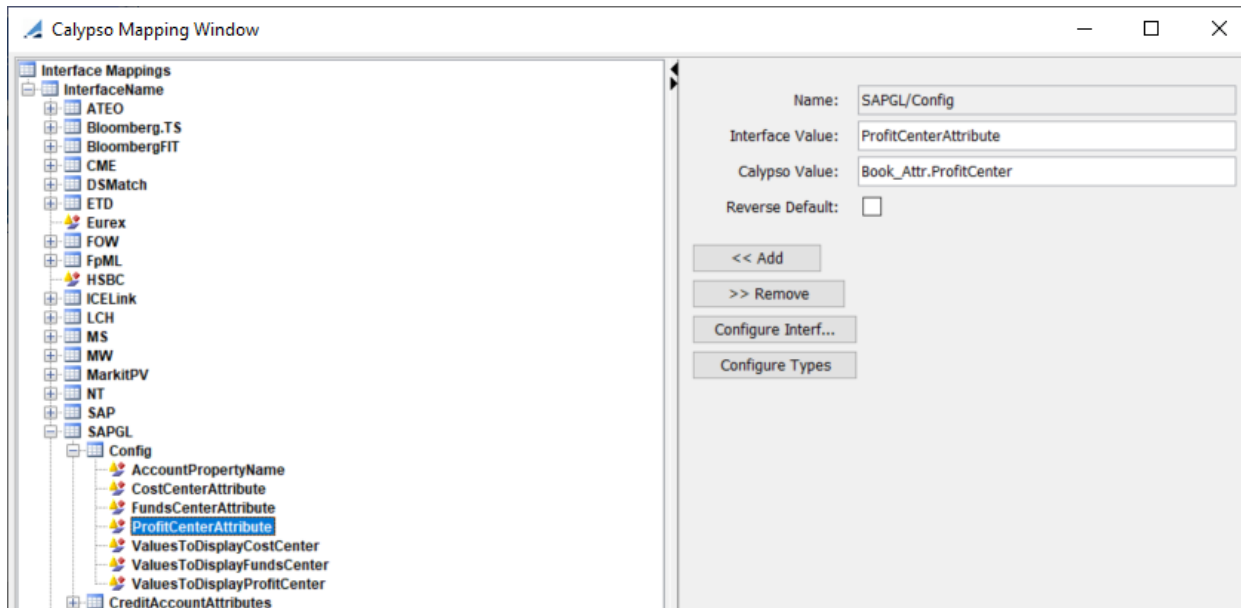 Calypso Mapping Window
Interface Mappings
InterfaceName
ATEO
Bloomberg.TS
BloombergFIT
CME
DSMatch
ETD
Eurex
FOW
FpML
HSBC
ICELink
LCH
MS
MW
MarkitPV
NT
SAP
SAPGL
Config
AccountPropertyName
CostCenterAttribute
FundsCenterAttribute
ProfitCenterAttribute
ValuesToDisplayCostCenter
ValuesToDisplayFundsCenter
ValuesToDisplayProfitCenter
CreditAccountAttributes
Name: SAPGL/Config
Interface Value: ProfitCenterAttribute
Calypso Value: Book_Attr.ProfitCenter
Reverse Default:
<< Add
>> Remove
Configure Interf...
Configure Types